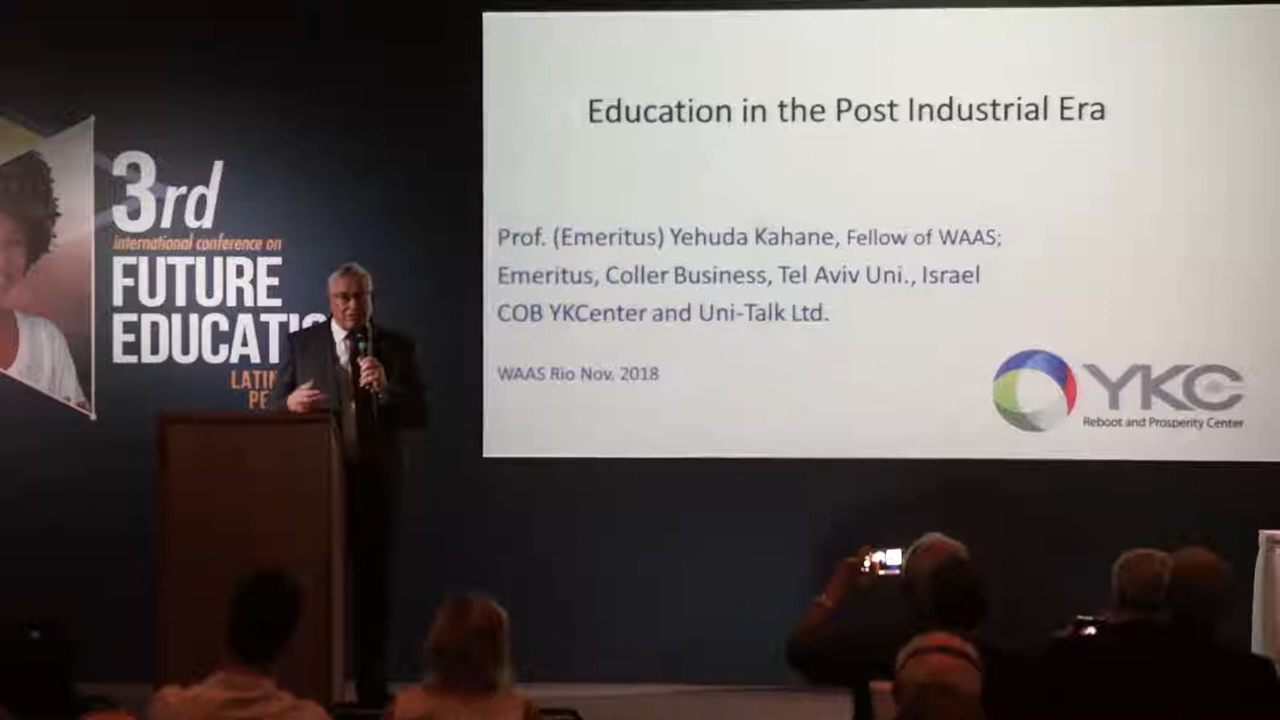 3rd
international conference on
FUTURE
EDUCATI
LATIN
PE
Education in the Post Industrial Era
Prof. (Emeritus) Yehuda Kahane, Fellow of WAAS;
Emeritus, Coller Business, Tel Aviv Uni., Israel
COB YKCenter and Uni-Talk Ltd.
WAAS Rio Nov. 2018
YKC
Reboot and Prosperity Center